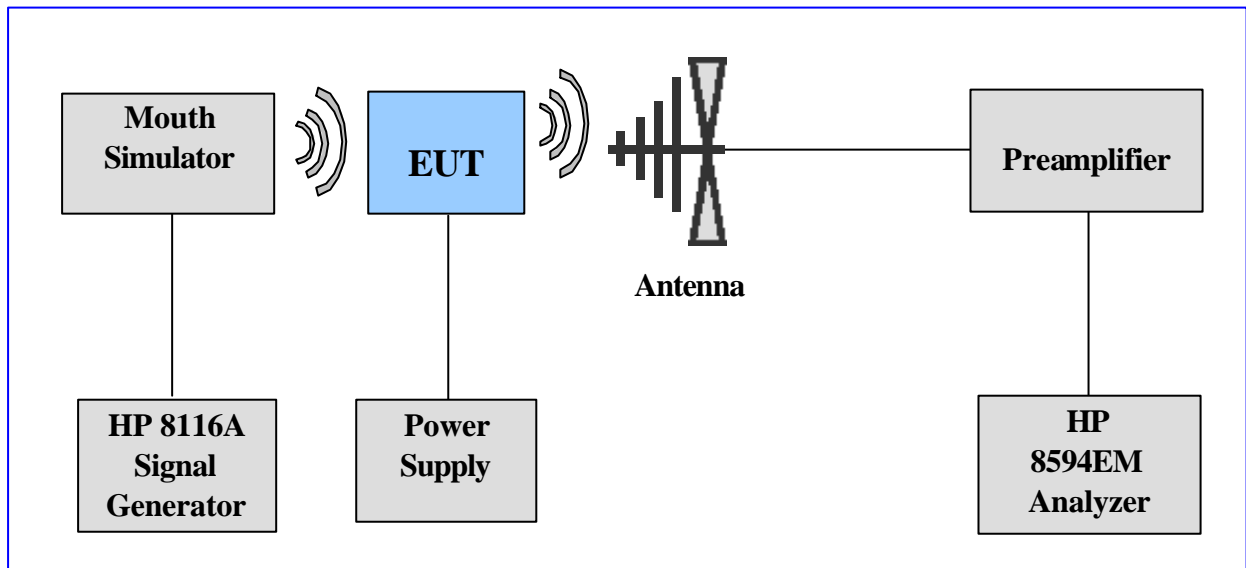 Mouth
Simulator
EUT
Preamplifier
Antenna
HP 8116A
Signal
Generator
Power
Supply
HP
8594EM
Analyzer